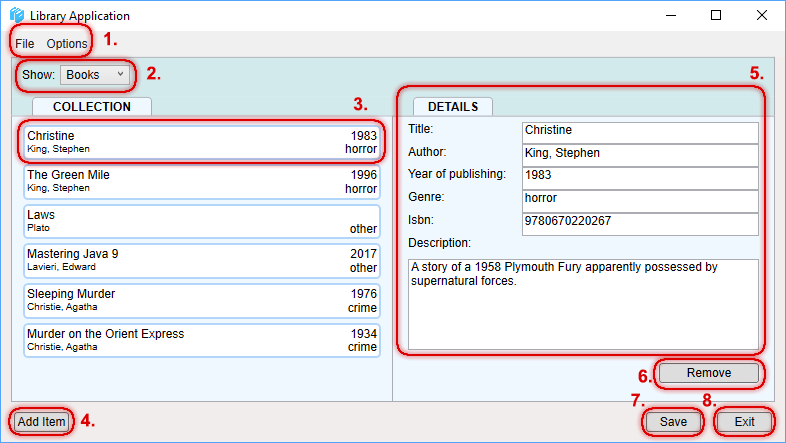 Library Application
File Options 1.
Show: Books 2.
5.
COLLECTION 3. DETAILS
Christine 1983
King, Stephen horror
The Green Mile 1996
King, Stephen horror
Laws
Plato other
Mastering Java 9 2017
Lavieri, Edward other
Sleeping Murder 1976
Christie, Agatha crime
Murder on the Orient Express 1934
Christie, Agatha crime
Title: Christine
Author: King, Stephen
Year of publishing: 1983
Genre: horror
Isbn: 9780670220267
Description:
A story of a 1958 Plymouth Fury apparently possessed by
supernatural forces.
6. Remove
Add Item 4. 7. Save 8. Exit